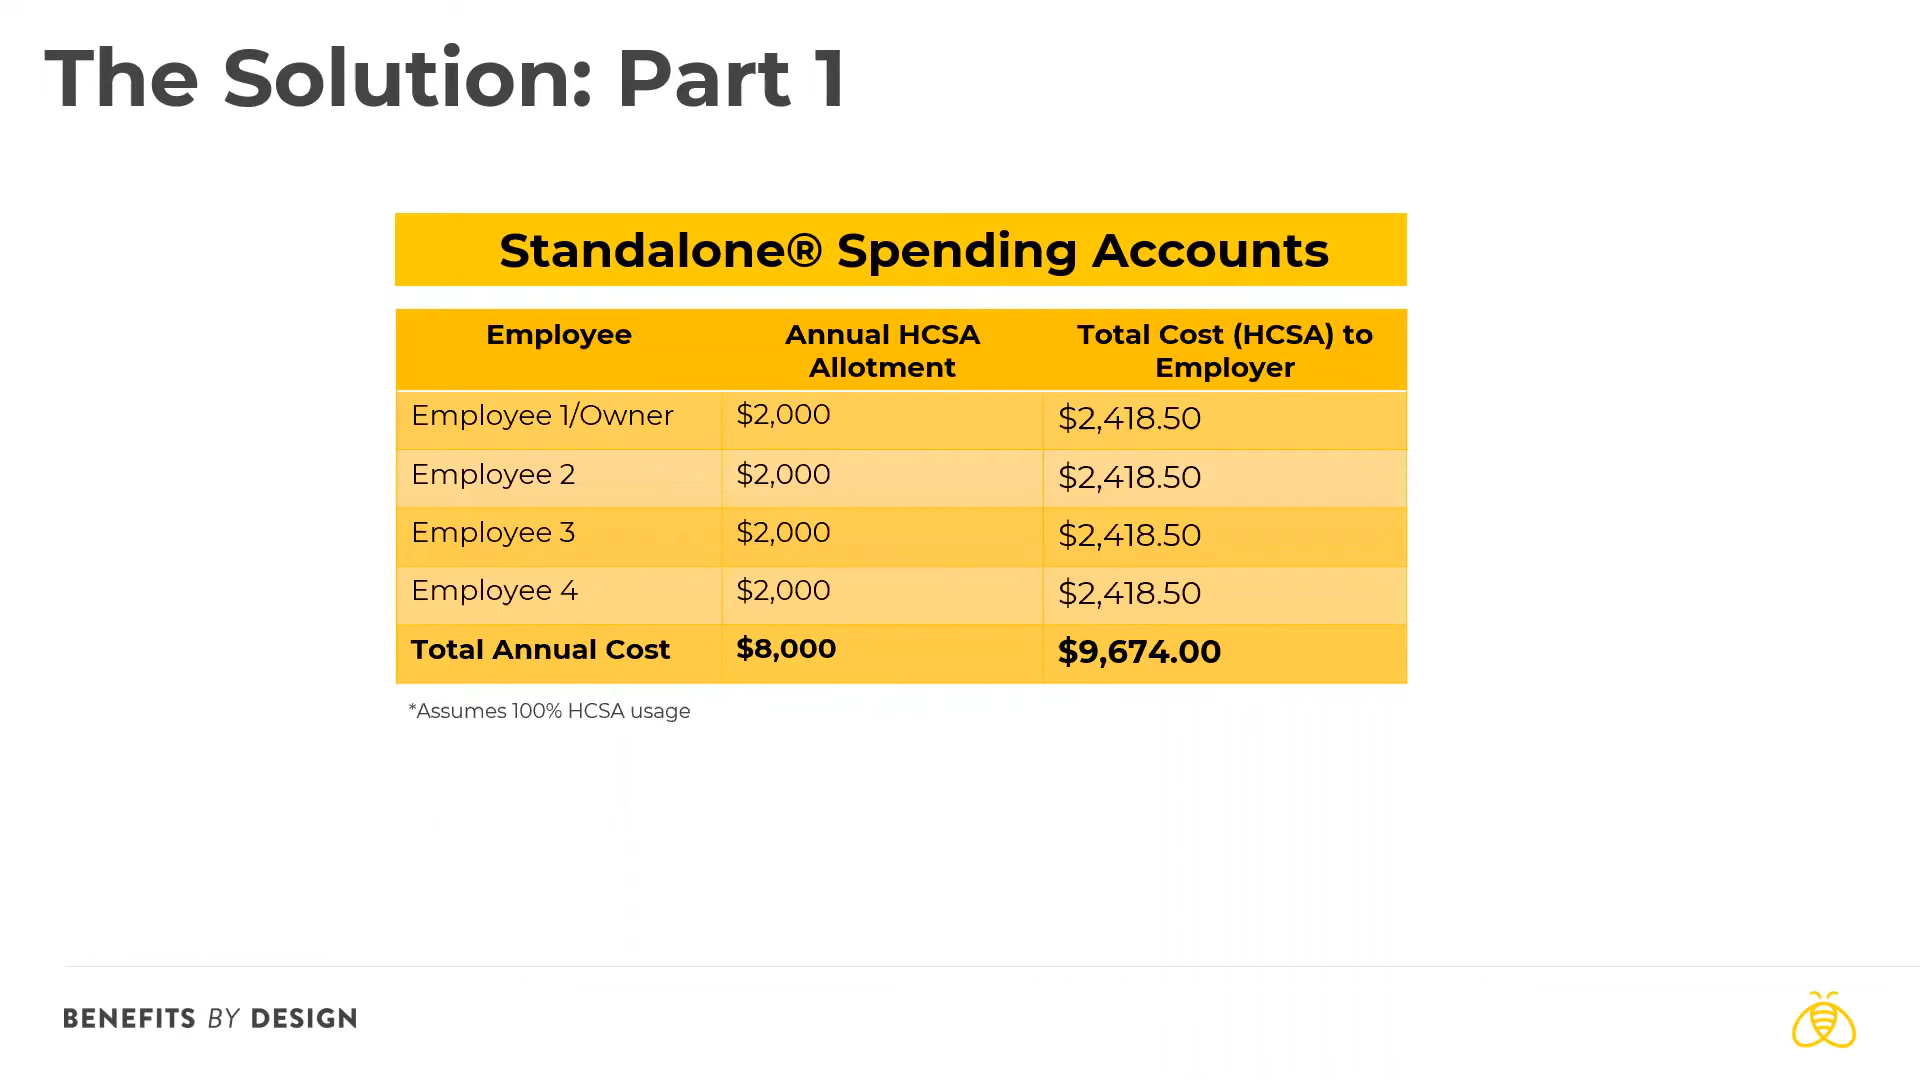 The Solution: Part 1
Standalone® Spending Accounts
Employee
Annual HCSA
Allotment
Total Cost (HCSA) to
Employer
Employee 1/Owner $2,000 $2,418.50
Employee 2 $2,000 $2,418.50
Employee 3 $2,000 $2,418.50
Employee 4 $2,000 $2,418.50
Total Annual Cost $8,000 $9,674.00
*Assumes 100% HCSA usage
BENEFITS BY DESIGN